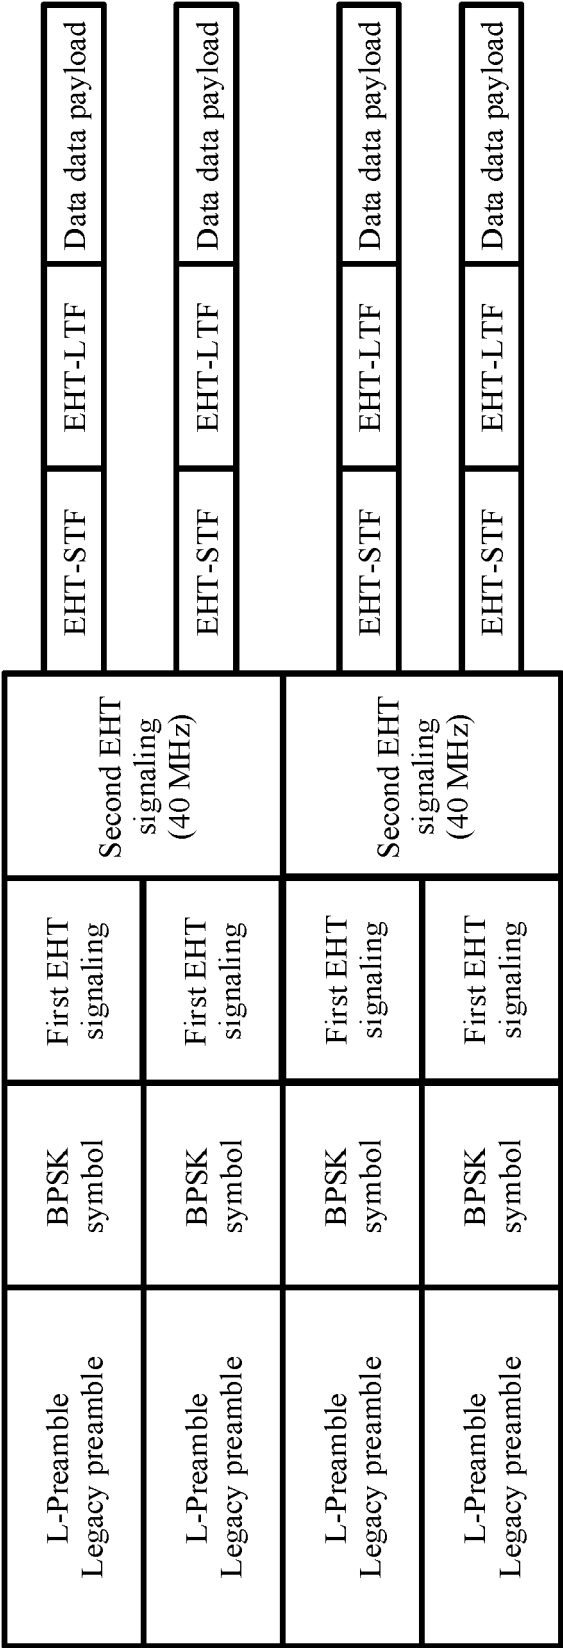 L-Preamble
Legacy preamble
BPSK
symbol
First EHT
signaling
Second EHT
signaling
(40 MHz)
EHT-STF
EHT-LTF
Data data payload
L-Preamble
Legacy preamble
BPSK
symbol
First EHT
signaling
EHT-STF
EHT-LTF
Data data payload
L-Preamble
Legacy preamble
BPSK
symbol
First EHT
signaling
Second EHT
signaling
(40 MHz)
EHT-STF
EHT-LTF
Data data payload
L-Preamble
Legacy preamble
BPSK
symbol
First EHT
signaling
EHT-STF
EHT-LTF
Data data payload